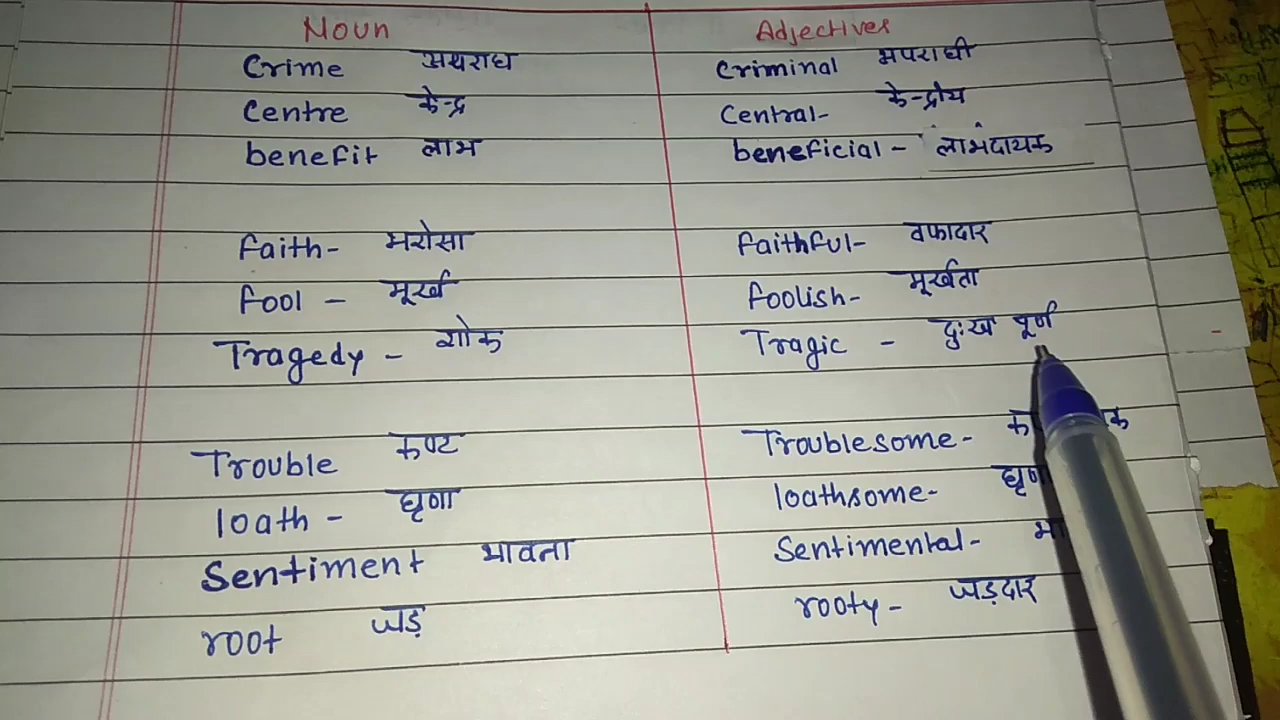 Noun Adjectives
Crime अपराध Criminal अपराधी
Centre केन्द्र Central- केन्द्रीय
benefit लाभ beneficial- लाभदायक
Faith- भरोसा Faithful- वफादार
Fool - मूर्ख Foolish- मूर्खता
Tragedy - शोक Tragic - दुःख पूर्ण
Trouble कष्ट Troublesome-
loath - घृणा loathsome-
Sentiment भावना Sentimental-
root जड़ rooty- जड़दार